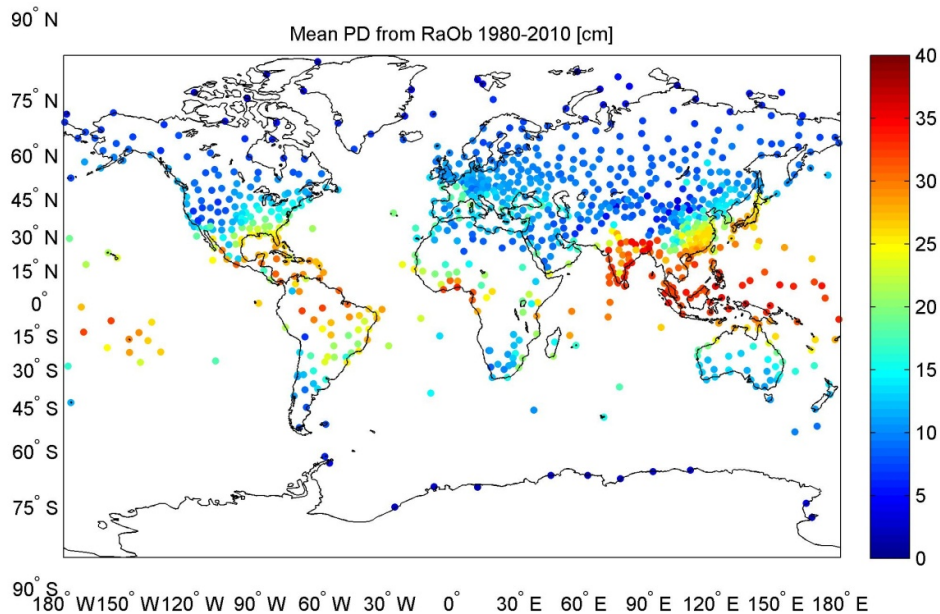 Mean PD from RaOb 1980-2010 [cm]
90° N
75° N
60° N
45° N
30° N
15° N
0°
15° S
30° S
45° S
60° S
75° S
90° S
180° W 150° W 120° W 90° W 60° W 30° W 0° 30° E 60° E 90° E 120° E 150° E 180° E
40
35
30
25
20
15
10
5
0